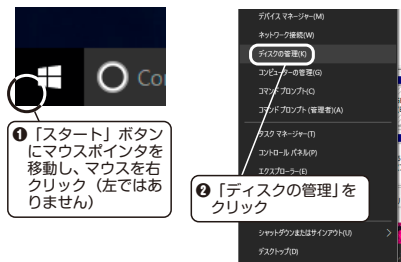 Co
❶「スタート」ボタン
にマウスポインタを
移動し、マウスを右
クリック（左ではあ
りません）
デバイス マネージャー(M)
ネットワーク接続(W)
ディスクの管理(K)
コンピューターの管理(G)
コマンド プロンプト(C)
コマンド プロンプト (管理者)(A)
タスク マネージャー(T)
コントロール パネル(P)
エクスプローラー(E)
❷「ディスクの管理」を
クリック
シャットダウンまたはサインアウト(U)
デスクトップ(D)